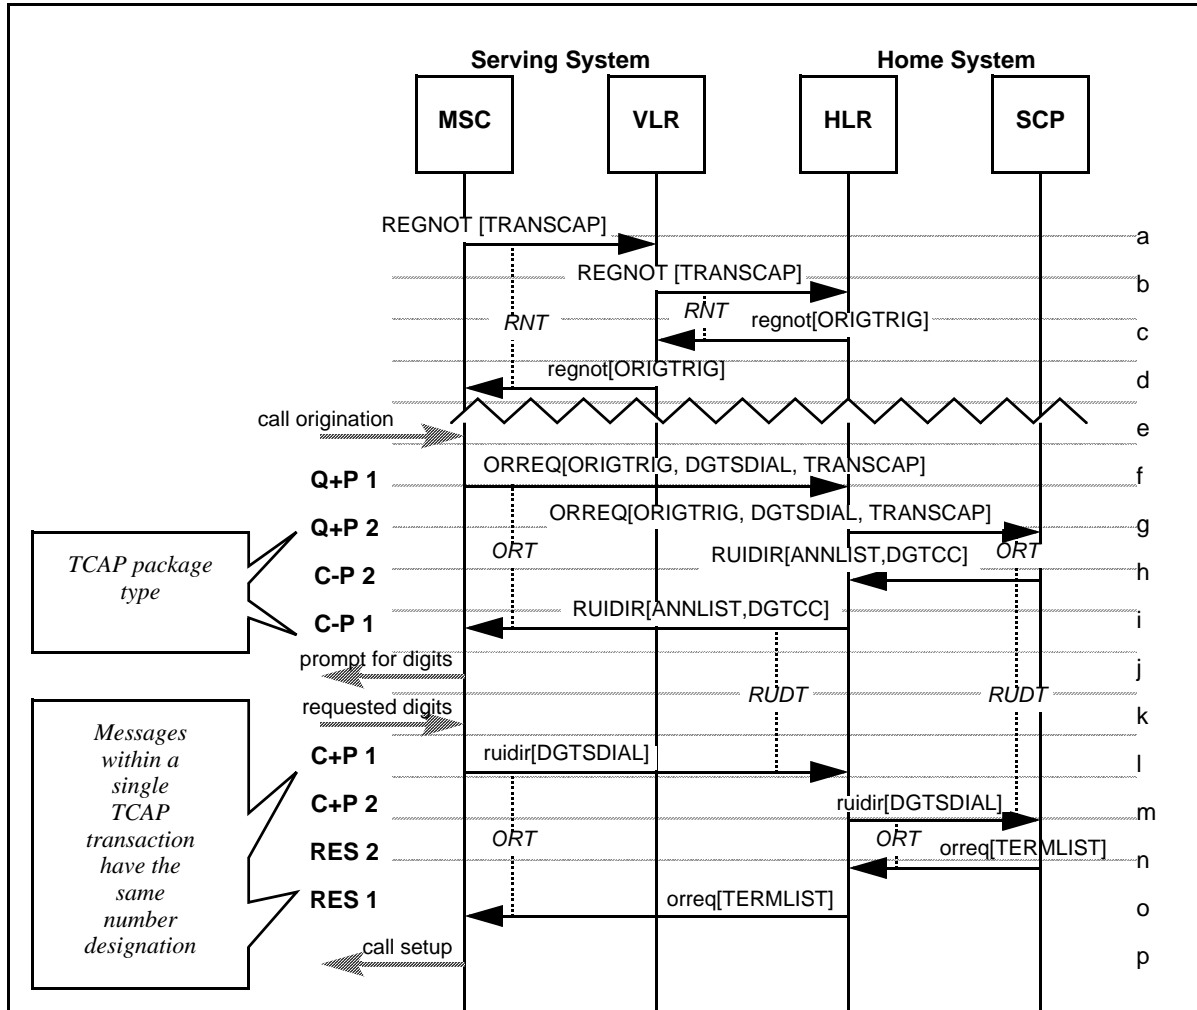 Serving System
Home System
MSC
VLR
HLR
SCP
REGNOT [TRANSCAP]
a
REGNOT [TRANSCAP]
b
RNT
RNT
regnot[ORIGTRIG]
c
regnot[ORIGTRIG]
d
call origination
e
Q+P 1
ORREQ[ORIGTRIG, DGTSDIAL, TRANSCAP]
f
Q+P 2
ORREQ[ORIGTRIG, DGTSDIAL, TRANSCAP]
g
TCAP package
type
ORT
RUIDIR[ANNLIST,DGTCC]
ORT
C-P 2
h
C-P 1
RUIDIR[ANNLIST,DGTCC]
i
prompt for digits
j
RUDT
RUDT
requested digits
k
Messages
within a
single
TCAP
transaction
have the
same
number
designation
C+P 1
ruidir[DGTSDIAL]
l
C+P 2
ruidir[DGTSDIAL]
m
ORT
ORT
RES 2
orreq[TERMLIST]
n
RES 1
orreq[TERMLIST]
o
call setup
p